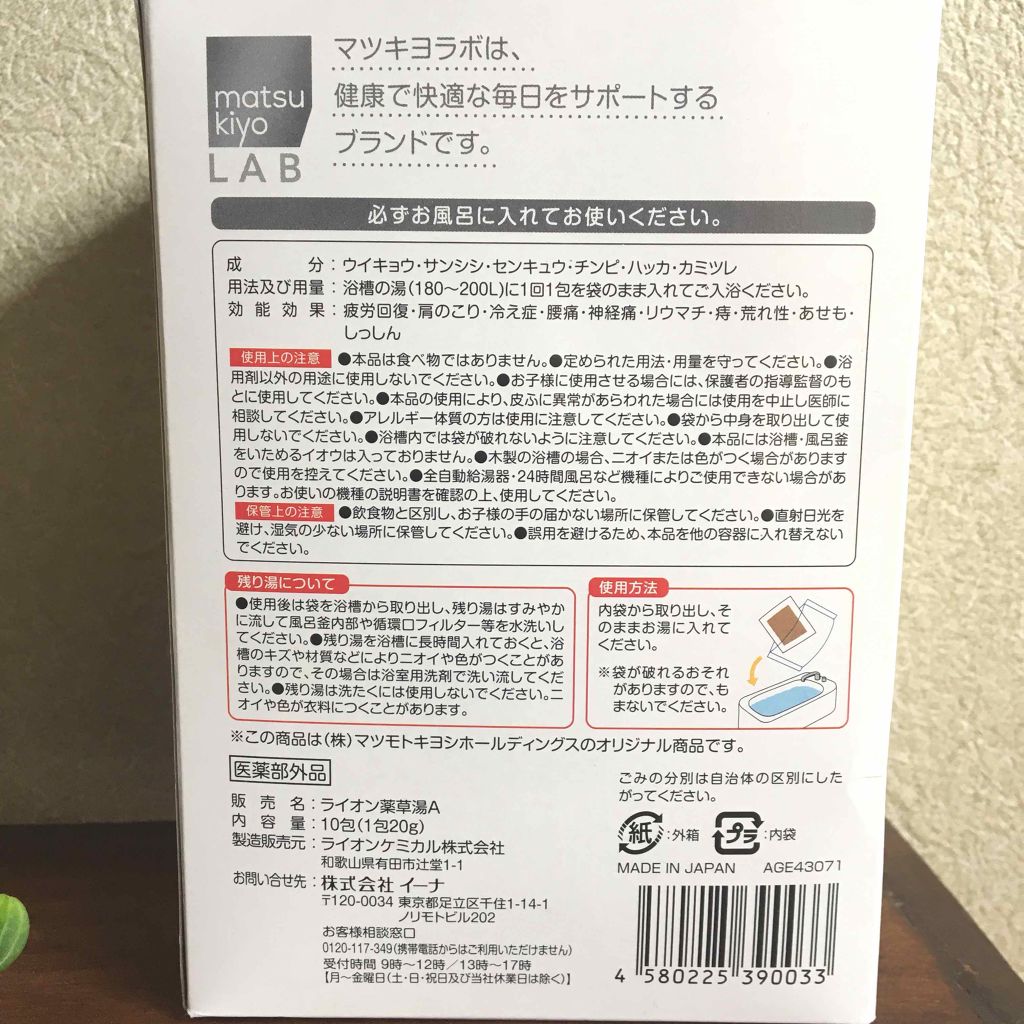 matsu
kiyo
LAB
マツキヨラボは、
健康で快適な毎日をサポートする
ブランドです。
必ずお風呂に入れてお使いください。
成　　　分：ウイキョウ・サンシシ・センキュウ・チンピ・ハッカ・カミツレ
用法及び用量：浴槽の湯(180〜200L)に1回1包を袋のまま入れてご入浴ください。
効能効果：疲労回復・肩のこり・冷え症・腰痛・神経痛・リウマチ・痔・荒れ性・あせも・
しっしん
使用上の注意 ●本品は食べ物ではありません。●定められた用法・用量を守ってください。●浴
用剤以外の用途に使用しないでください。●お子様に使用させる場合には、保護者の指導監督のも
とに使用してください。●本品の使用により、皮ふに異常があらわれた場合には使用を中止し医師に
相談してください。●アレルギー体質の方は使用に注意してください。●袋から中身を取り出して使
用しないでください。●浴槽内では袋が破れないように注意してください。●本品には浴槽・風呂釜
をいためるイオウは入っておりません。●木製の浴槽の場合、ニオイまたは色がつく場合があります
ので使用を控えてください。●全自動給湯器・24時間風呂など機種によりご使用できない場合があ
ります。お使いの機種の説明書を確認の上、使用してください。
保管上の注意 ●飲食物と区別し、お子様の手の届かない場所に保管してください。●直射日光を
避け、湿気の少ない場所に保管してください。●誤用を避けるため、本品を他の容器に入れ替えない
でください。
残り湯について
●使用後は袋を浴槽から取り出し、残り湯はすみやか
に流して風呂釜内部や循環口フィルター等を水洗いし
てください。●残り湯を浴槽に長時間入れておくと、浴
槽のキズや材質などによりニオイや色がつくことがあ
りますので、その場合は浴室用洗剤で洗い流してくだ
さい。●残り湯は洗たくには使用しないでください。ニ
オイや色が衣料につくことがあります。
使用方法
内袋から取り出し、そ
のままお湯に入れて
ください。
※袋が破れるおそれ
がありますので、も
まないでください。
※この商品は(株)マツモトキヨシホールディングスのオリジナル商品です。
医薬部外品
販売名：ライオン薬草湯A
内容量：10包(1包20g)
製造販売元：ライオンケミカル株式会社
和歌山県有田市辻堂1-1
お問い合せ先：株式会社 イーナ
〒120-0034 東京都足立区千住1-14-1
ノリモトビル202
お客様相談窓口
0120-117-349(携帯電話からはご利用いただけません)
受付時間 9時〜12時/13時〜17時
【月〜金曜日(土・日・祝日及び当社休業日は除く)】
ごみの分別は自治体の区別にした
がってください。
紙：外箱 プラ：内袋
MADE IN JAPAN AGE43071
4 580225 390033